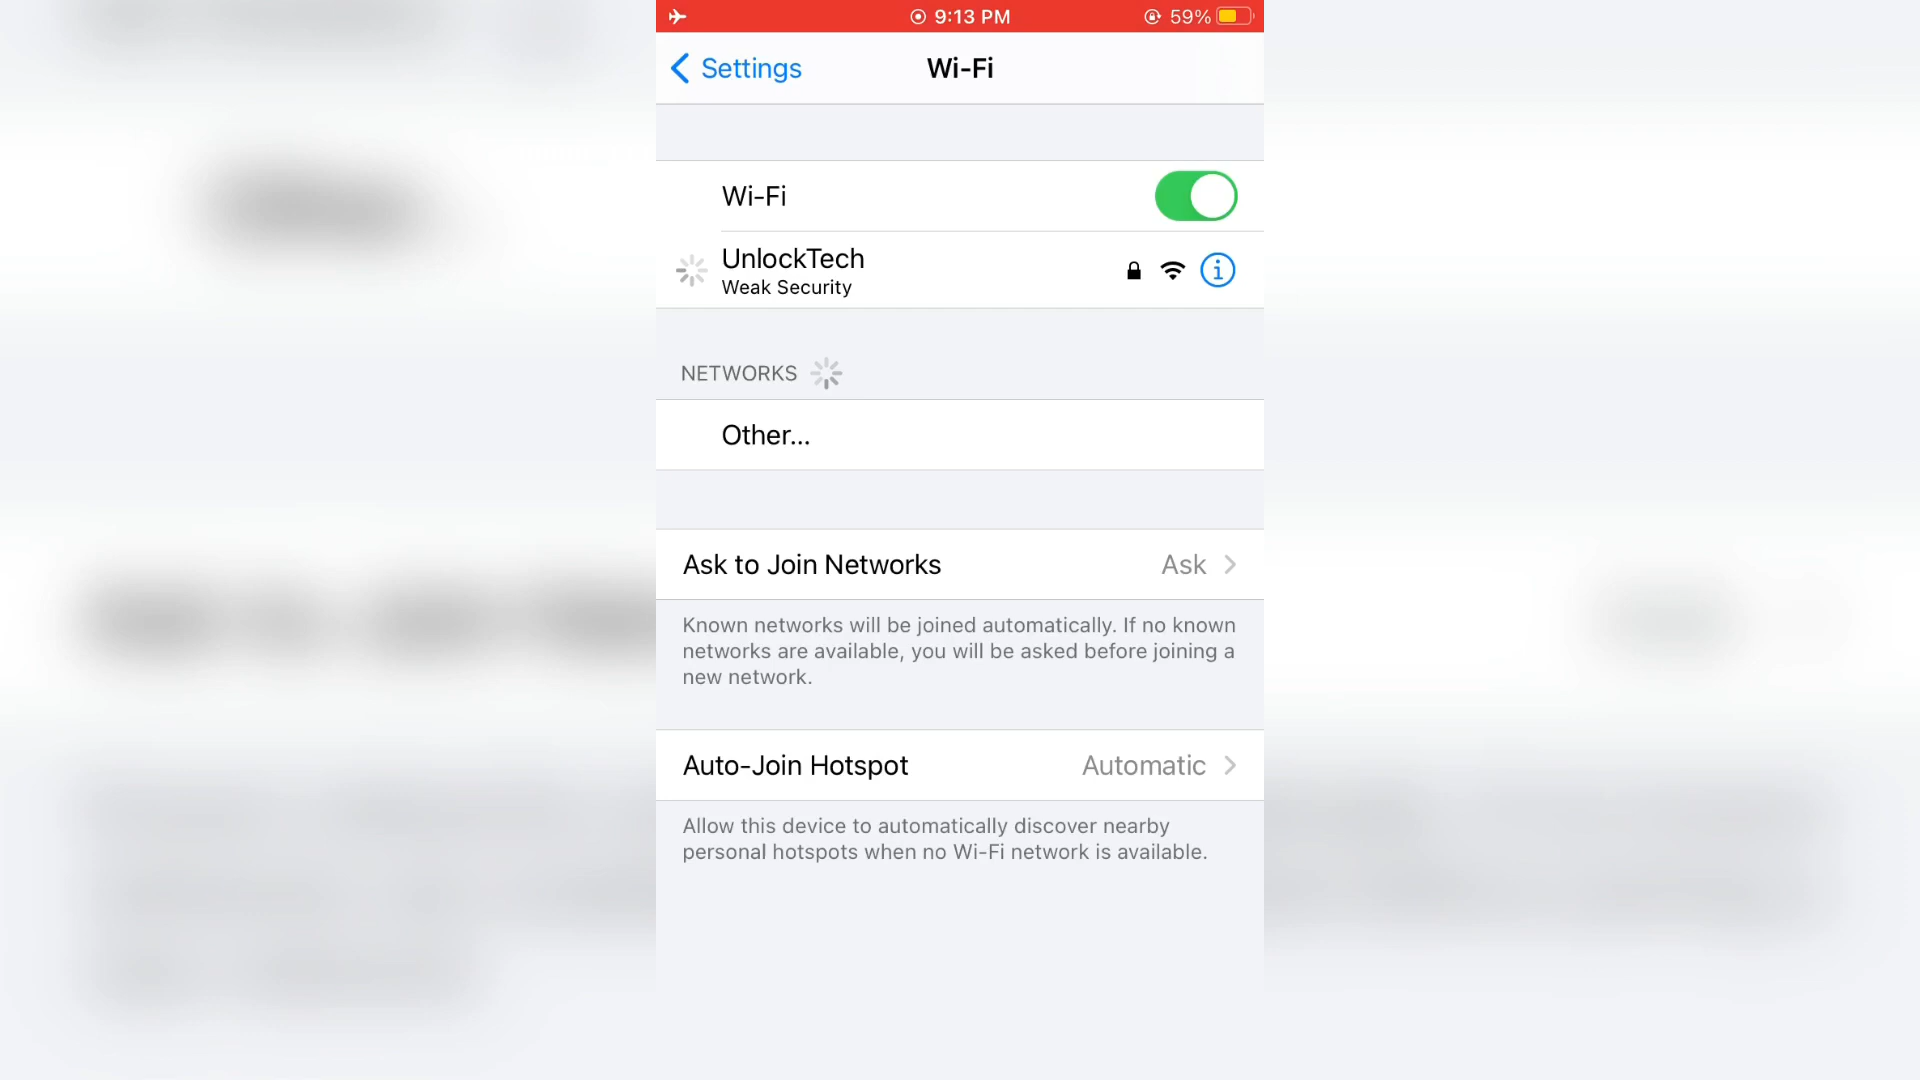 9:13 PM
59%
Settings
Wi-Fi
Wi-Fi
UnlockTech
Weak Security
NETWORKS
Other...
Ask to Join Networks
Ask
Known networks will be joined automatically. If no known
networks are available, you will be asked before joining a
new network.
Auto-Join Hotspot
Automatic
Allow this device to automatically discover nearby
personal hotspots when no Wi-Fi network is available.